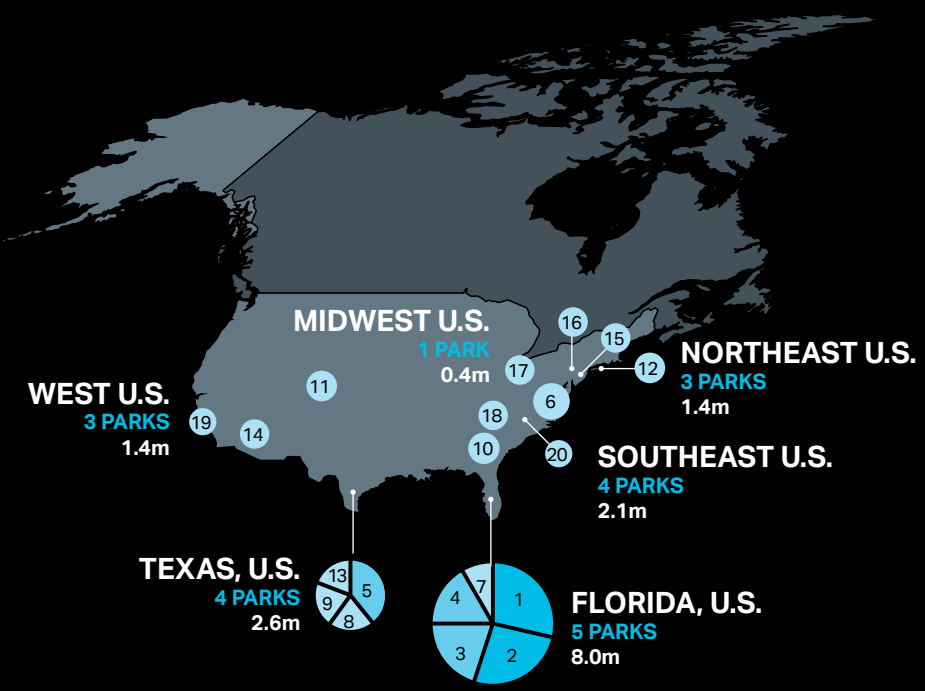 MIDWEST U.S.
1 PARK
0.4m
16
15
17
12
NORTHEAST U.S.
3 PARKS
1.4m
11
6
WEST U.S.
3 PARKS
1.4m
19
14
18
10
20
SOUTHEAST U.S.
4 PARKS
2.1m
TEXAS, U.S.
4 PARKS
2.6m
13
5
9
8
7
4
1
3
2
FLORIDA, U.S.
5 PARKS
8.0m